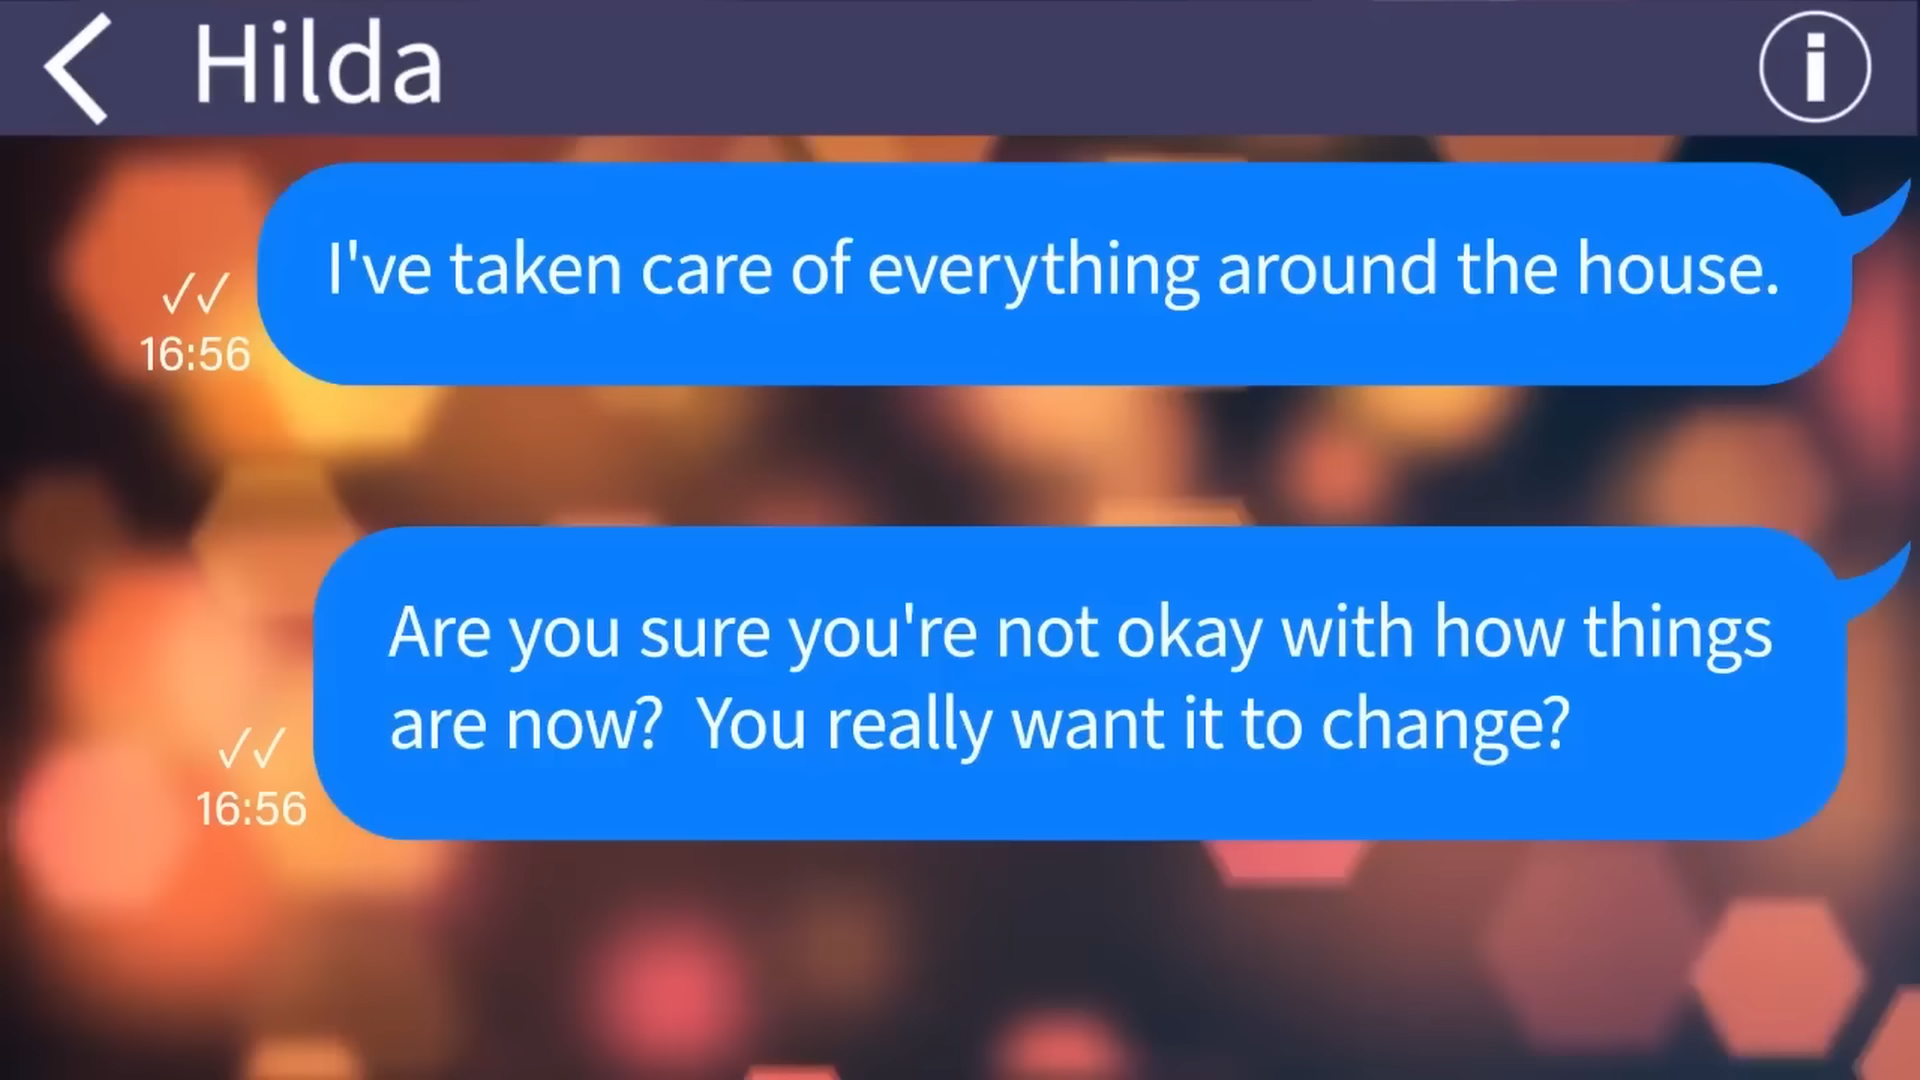 Hilda
I've taken care of everything around the house.
16:56
Are you sure you're not okay with how things
are now?  You really want it to change?
16:56